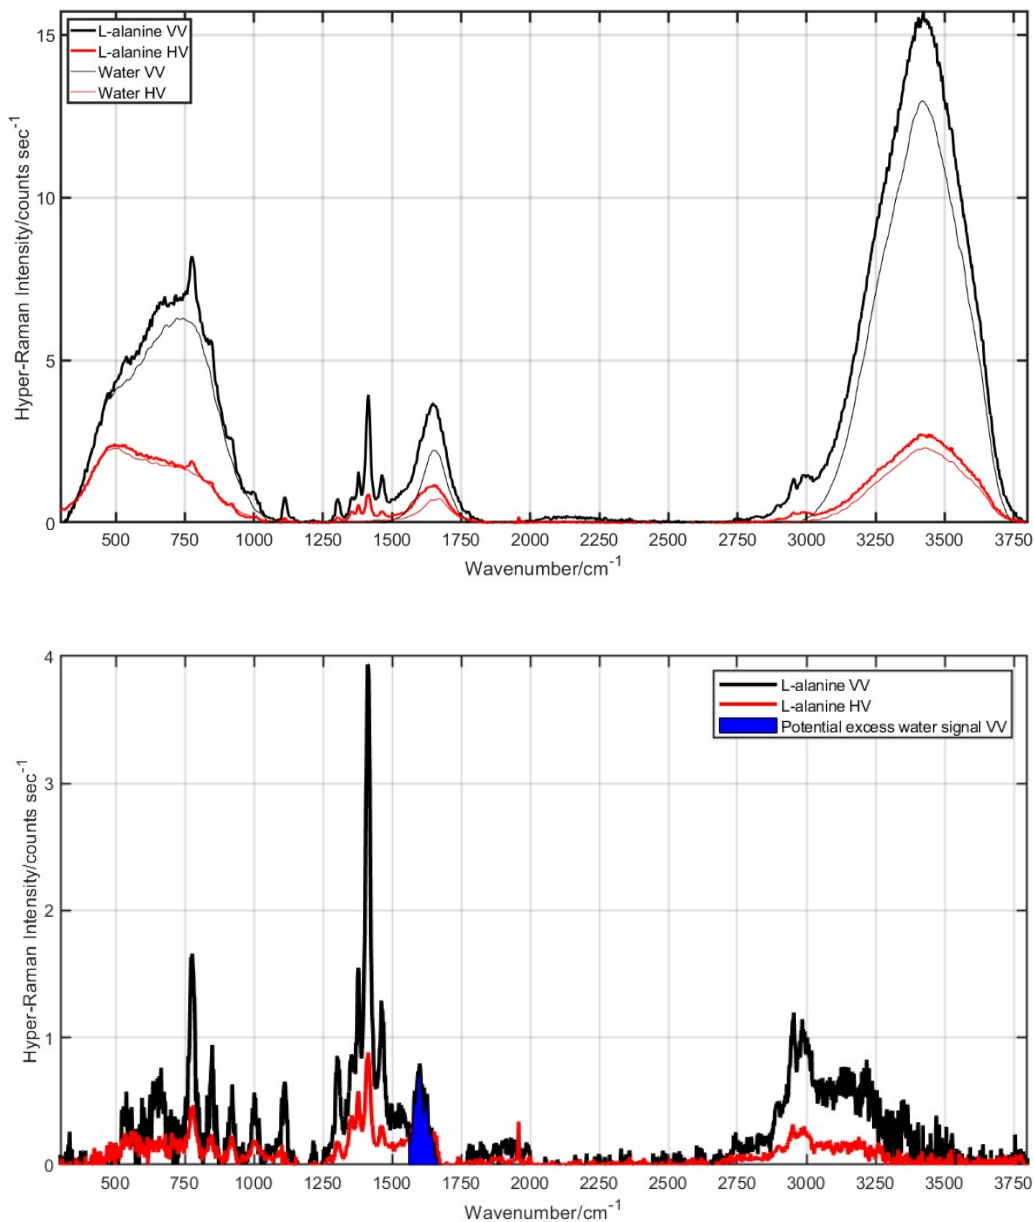 L-alanine VV
L-alanine HV
Water VV
Water HV
Hyper-Raman Intensity/counts sec⁻¹
15
10
5
0
500 750 1000 1250 1500 1750 2000 2250 2500 2750 3000 3250 3500 3750
Wavenumber/cm⁻¹
L-alanine VV
L-alanine HV
Potential excess water signal VV
Hyper-Raman Intensity/counts sec⁻¹
4
3
2
1
0
500 750 1000 1250 1500 1750 2000 2250 2500 2750 3000 3250 3500 3750
Wavenumber/cm⁻¹